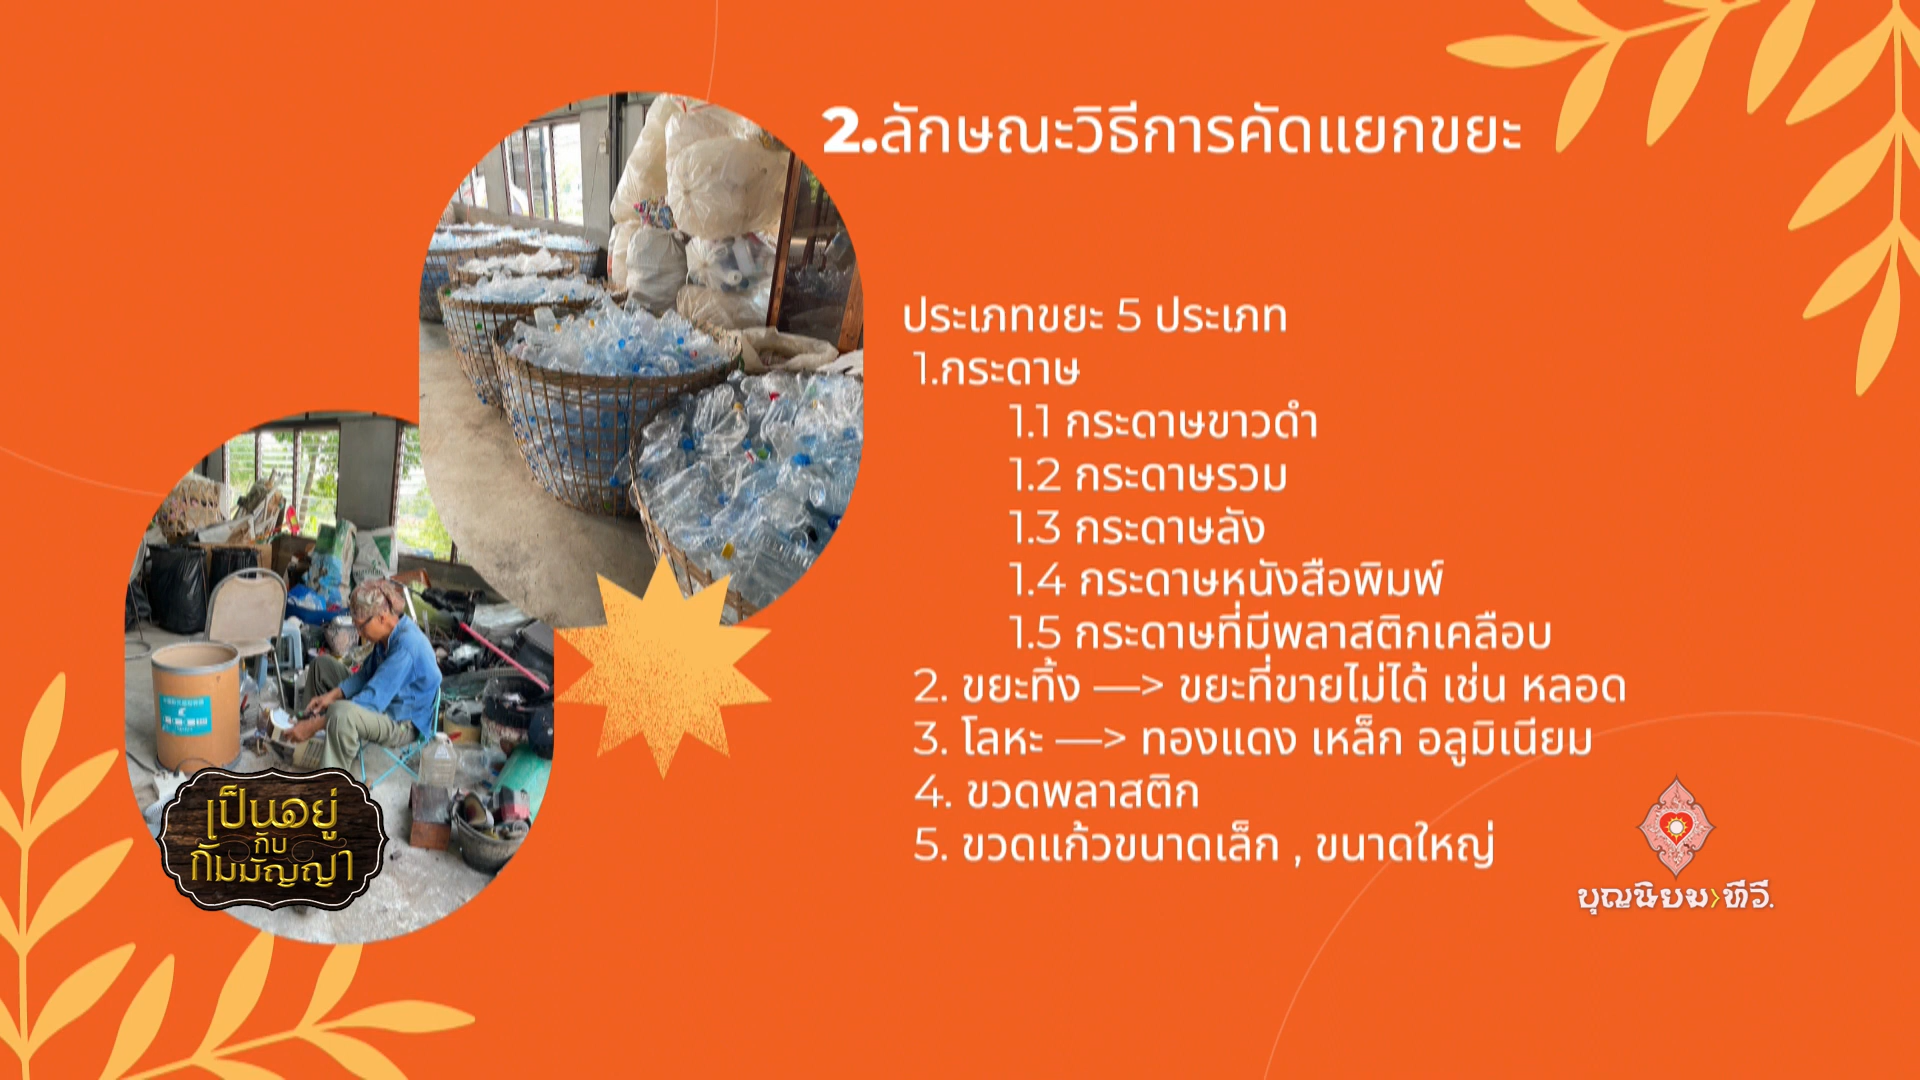 2.ลักษณะวิธีการคัดแยกขยะ
ประเภทขยะ 5 ประเภท
1.กระดาษ
1.1 กระดาษขาวดำ
1.2 กระดาษรวม
1.3 กระดาษลัง
1.4 กระดาษหนังสือพิมพ์
1.5 กระดาษที่มีพลาสติกเคลือบ
2. ขยะทิ้ง —> ขยะที่ขายไม่ได้ เช่น หลอด
3. โลหะ —> ทองแดง เหล็ก อลูมิเนียม
4. ขวดพลาสติก
5. ขวดแก้วขนาดเล็ก , ขนาดใหญ่
เป็นอยู่
กับ
กัมมัญญา
บุญนิยม>ทีวี.